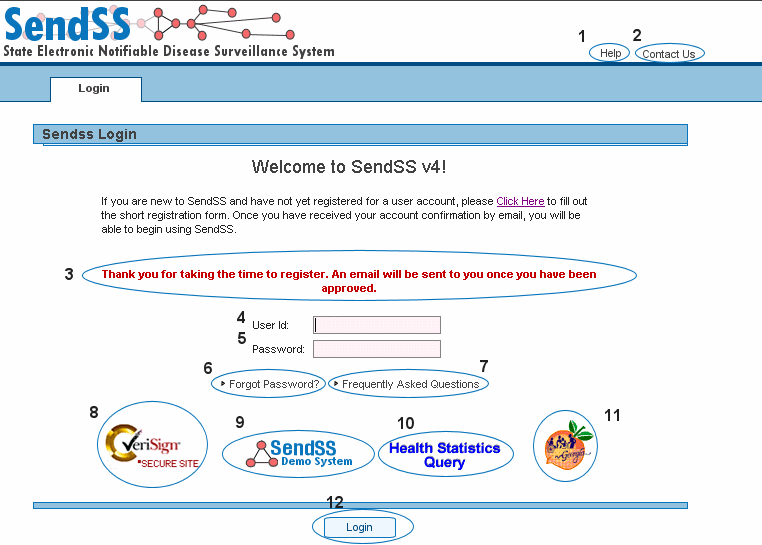 SendSS
State Electronic Notifiable Disease Surveillance System
1 2
Help Contact Us
Login
Sendss Login
Welcome to SendSS v4!
If you are new to SendSS and have not yet registered for a user account, please Click Here to fill out
the short registration form. Once you have received your account confirmation by email, you will be
able to begin using SendSS.
3 Thank you for taking the time to register. An email will be sent to you once you have been
approved.
4 User Id:
5 Password:
6 7
Forgot Password? Frequently Asked Questions
8 9 10 11
VeriSign
SECURE SITE
SendSS
Demo System
Health Statistics
Query
Georgia
12
Login